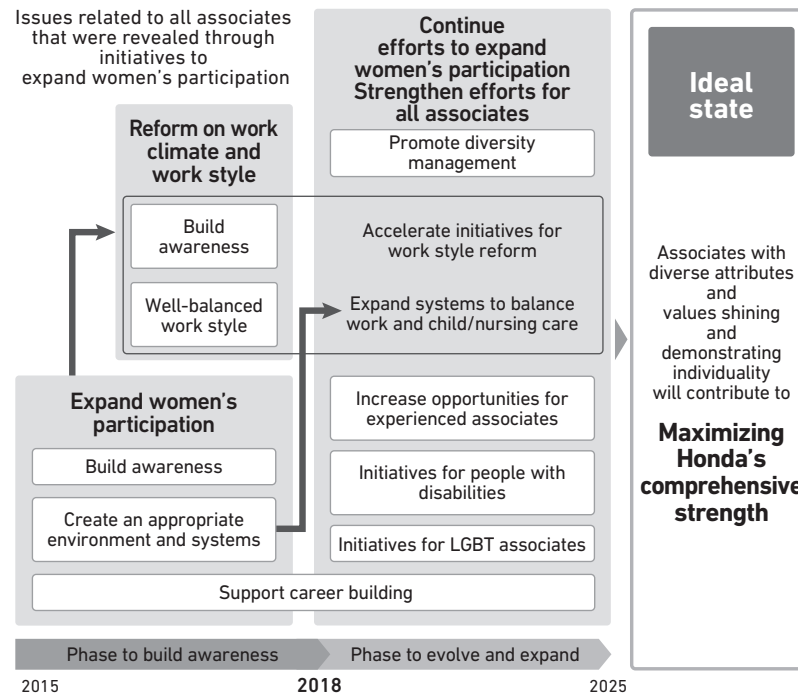 Issues related to all associates
that were revealed through
initiatives to
expand women's participation
Reform on work
climate and
work style
Build
awareness
Well-balanced
work style
Expand women's
participation
Build awareness
Create an appropriate
environment and systems
Continue
efforts to expand
women's participation
Strengthen efforts for
all associates
Promote diversity
management
Accelerate initiatives for
work style reform
Expand systems to balance
work and child/nursing care
Increase opportunities for
experienced associates
Initiatives for people with
disabilities
Initiatives for LGBT associates
Support career building
Ideal
state
Associates with
diverse attributes
and
values shining
and
demonstrating
individuality
will contribute to
Maximizing
Honda's
comprehensive
strength
Phase to build awareness
Phase to evolve and expand
2015
2018
2025